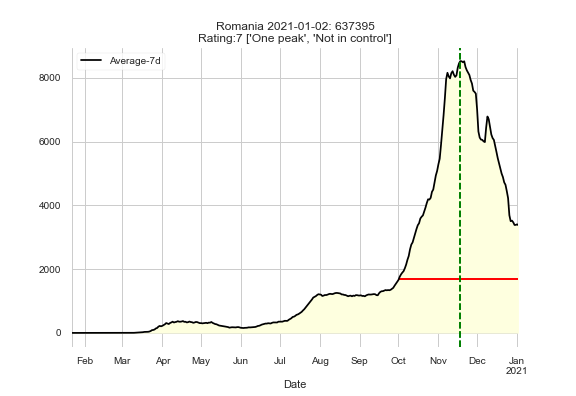 Romania 2021-01-02: 637395
Rating:7 ['One peak', 'Not in control']
Average-7d
8000
6000
4000
2000
0
Feb Mar Apr May Jun Jul Aug Sep Oct Nov Dec Jan
2021
Date